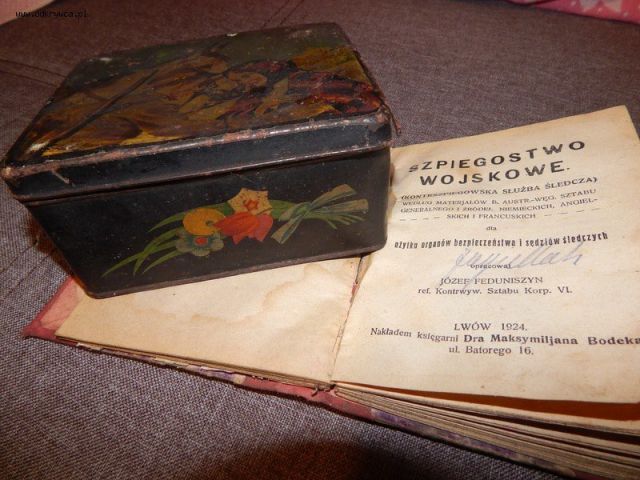 www.odkrywca.pl
SZPIEGOSTWO
WOJSKOWE.
(KONTRSZPIEGOWSKA SŁUŻBA ŚLEDCZA)
WEDŁUG MATERJAŁÓW B. AUSTR.-WĘG. SZTABU
GENERALNEGO I ŹRÓDEŁ NIEMIECKICH, ANGIEL-
SKICH I FRANCUSKICH
dla
użytku organów bezpieczeństwa i sędziów śledczych
opracował
JÓZEF FEDUNISZYN
ref. Kontrwyw. Sztabu Korp. VI.
LWÓW 1924.
Nakładem księgarni Dra Maksymiljana Bodeka
ul. Batorego 16.